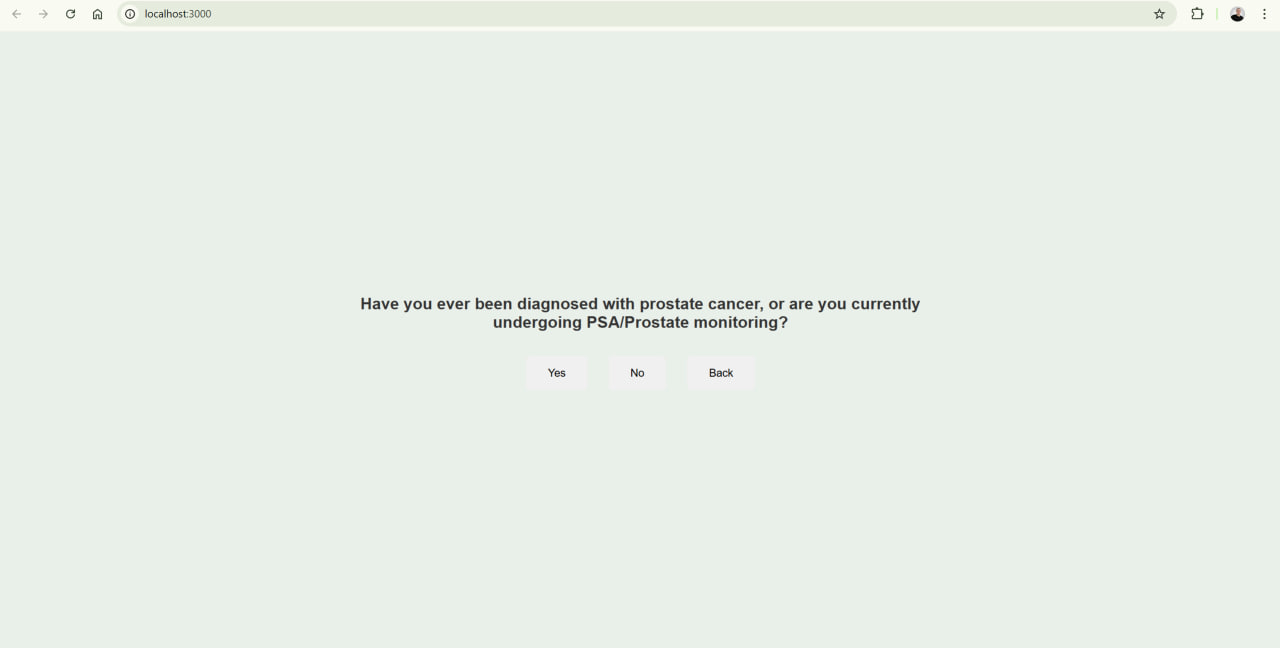 localhost:3000
Have you ever been diagnosed with prostate cancer, or are you currently
undergoing PSA/Prostate monitoring?
Yes No Back